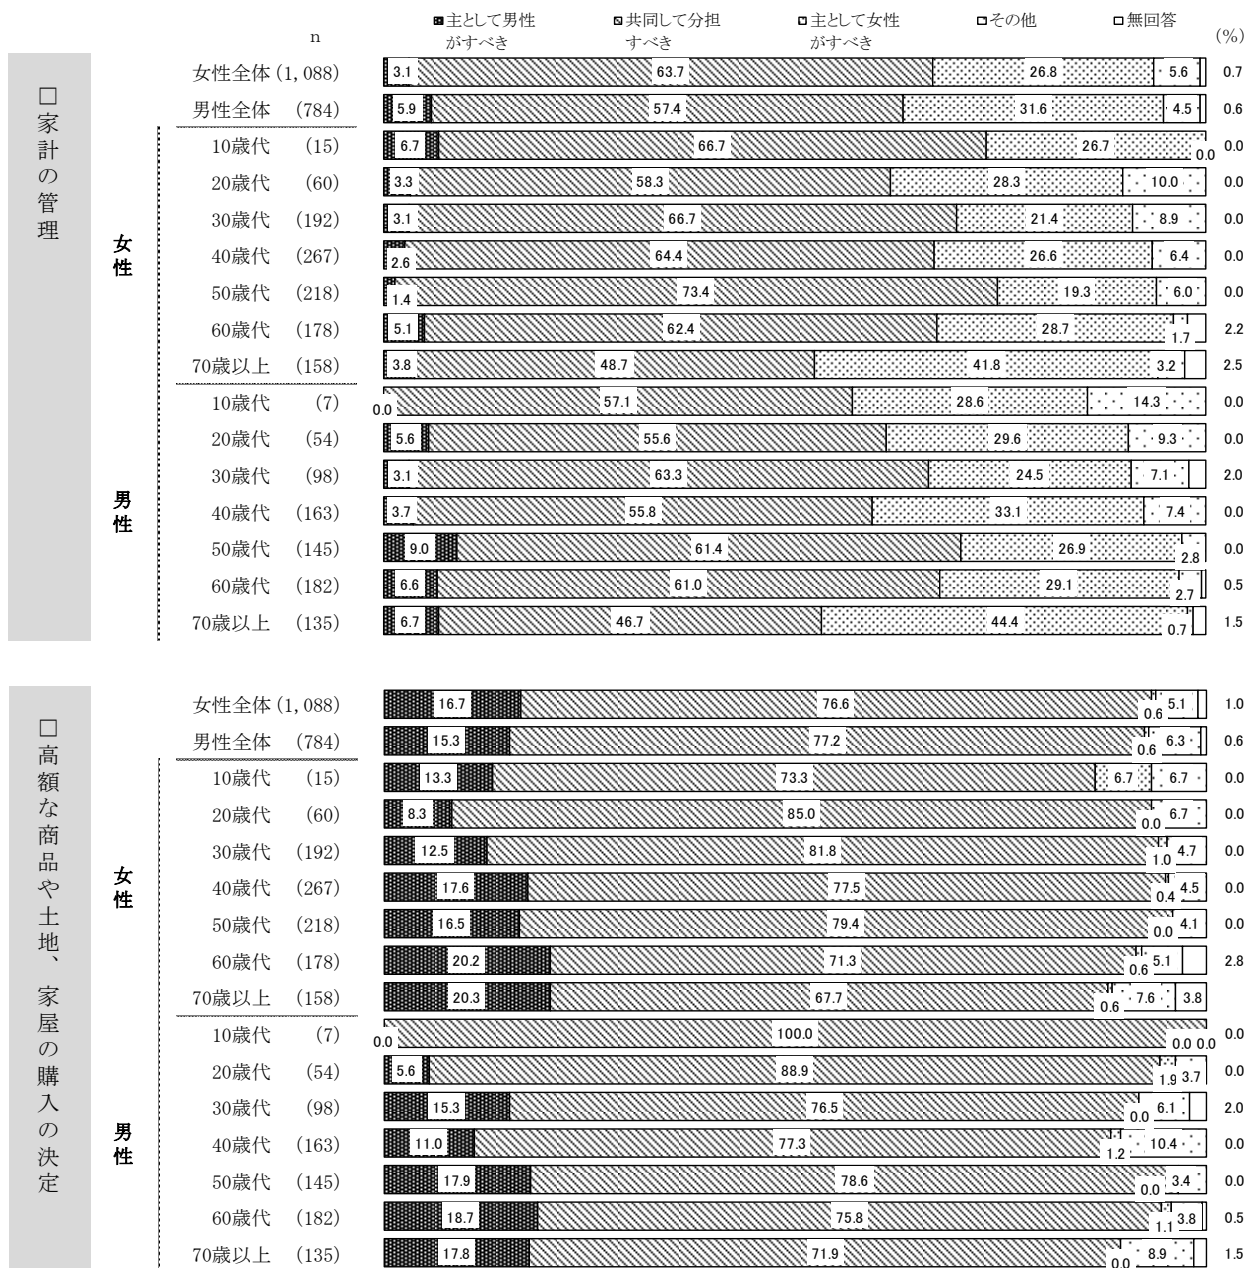 主として男性 共同して分担 主として女性 その他 無回答
n がすべき すべき がすべき (%)
□家計の管理
女性全体 (1,088) 3.1 63.7 26.8 5.6 0.7
男性全体 (784) 5.9 57.4 31.6 4.5 0.6
女性
10歳代 (15) 6.7 66.7 26.7 0.0 0.0
20歳代 (60) 3.3 58.3 28.3 10.0 0.0
30歳代 (192) 3.1 66.7 21.4 8.9 0.0
40歳代 (267) 2.6 64.4 26.6 6.4 0.0
50歳代 (218) 1.4 73.4 19.3 6.0 0.0
60歳代 (178) 5.1 62.4 28.7 1.7 2.2
70歳以上 (158) 3.8 48.7 41.8 3.2 2.5
男性
10歳代 (7) 0.0 57.1 28.6 14.3 0.0
20歳代 (54) 5.6 55.6 29.6 9.3 0.0
30歳代 (98) 3.1 63.3 24.5 7.1 2.0
40歳代 (163) 3.7 55.8 33.1 7.4 0.0
50歳代 (145) 9.0 61.4 26.9 2.8 0.0
60歳代 (182) 6.6 61.0 29.1 2.7 0.5
70歳以上 (135) 6.7 46.7 44.4 0.7 1.5
□高額な商品や土地、家屋の購入の決定
女性全体 (1,088) 16.7 76.6 0.6 5.1 1.0
男性全体 (784) 15.3 77.2 0.6 6.3 0.6
女性
10歳代 (15) 13.3 73.3 6.7 6.7 0.0
20歳代 (60) 8.3 85.0 0.0 6.7 0.0
30歳代 (192) 12.5 81.8 1.0 4.7 0.0
40歳代 (267) 17.6 77.5 0.4 4.5 0.0
50歳代 (218) 16.5 79.4 0.0 4.1 0.0
60歳代 (178) 20.2 71.3 0.6 5.1 2.8
70歳以上 (158) 20.3 67.7 0.6 7.6 3.8
男性
10歳代 (7) 0.0 100.0 0.0 0.0 0.0
20歳代 (54) 5.6 88.9 1.9 3.7 0.0
30歳代 (98) 15.3 76.5 0.0 6.1 2.0
40歳代 (163) 11.0 77.3 1.2 10.4 0.0
50歳代 (145) 17.9 78.6 0.0 3.4 0.0
60歳代 (182) 18.7 75.8 1.1 3.8 0.5
70歳以上 (135) 17.8 71.9 0.0 8.9 1.5